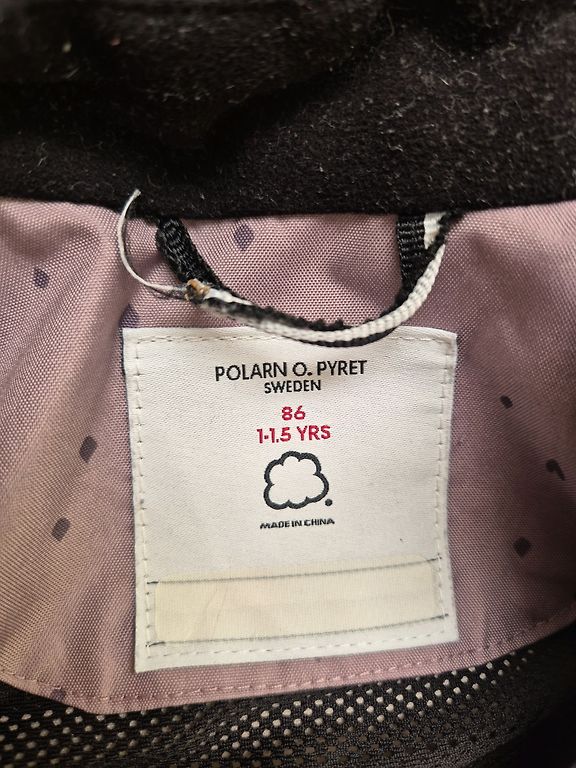 POLARN O. PYRET
SWEDEN
86
1-1.5 YRS
MADE IN CHINA